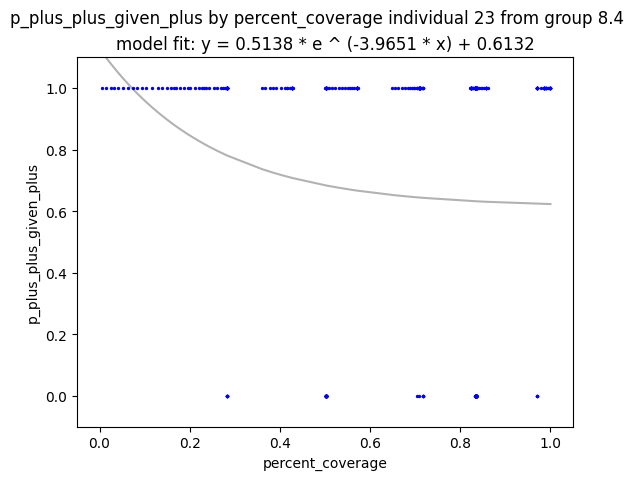 p_plus_plus_given_plus by percent_coverage individual 23 from group 8.4
model fit: y = 0.5138 * e ^ (-3.9651 * x) + 0.6132
1.0
0.8
0.6
0.4
0.2
0.0
p_plus_plus_given_plus
0.0 0.2 0.4 0.6 0.8 1.0
percent_coverage